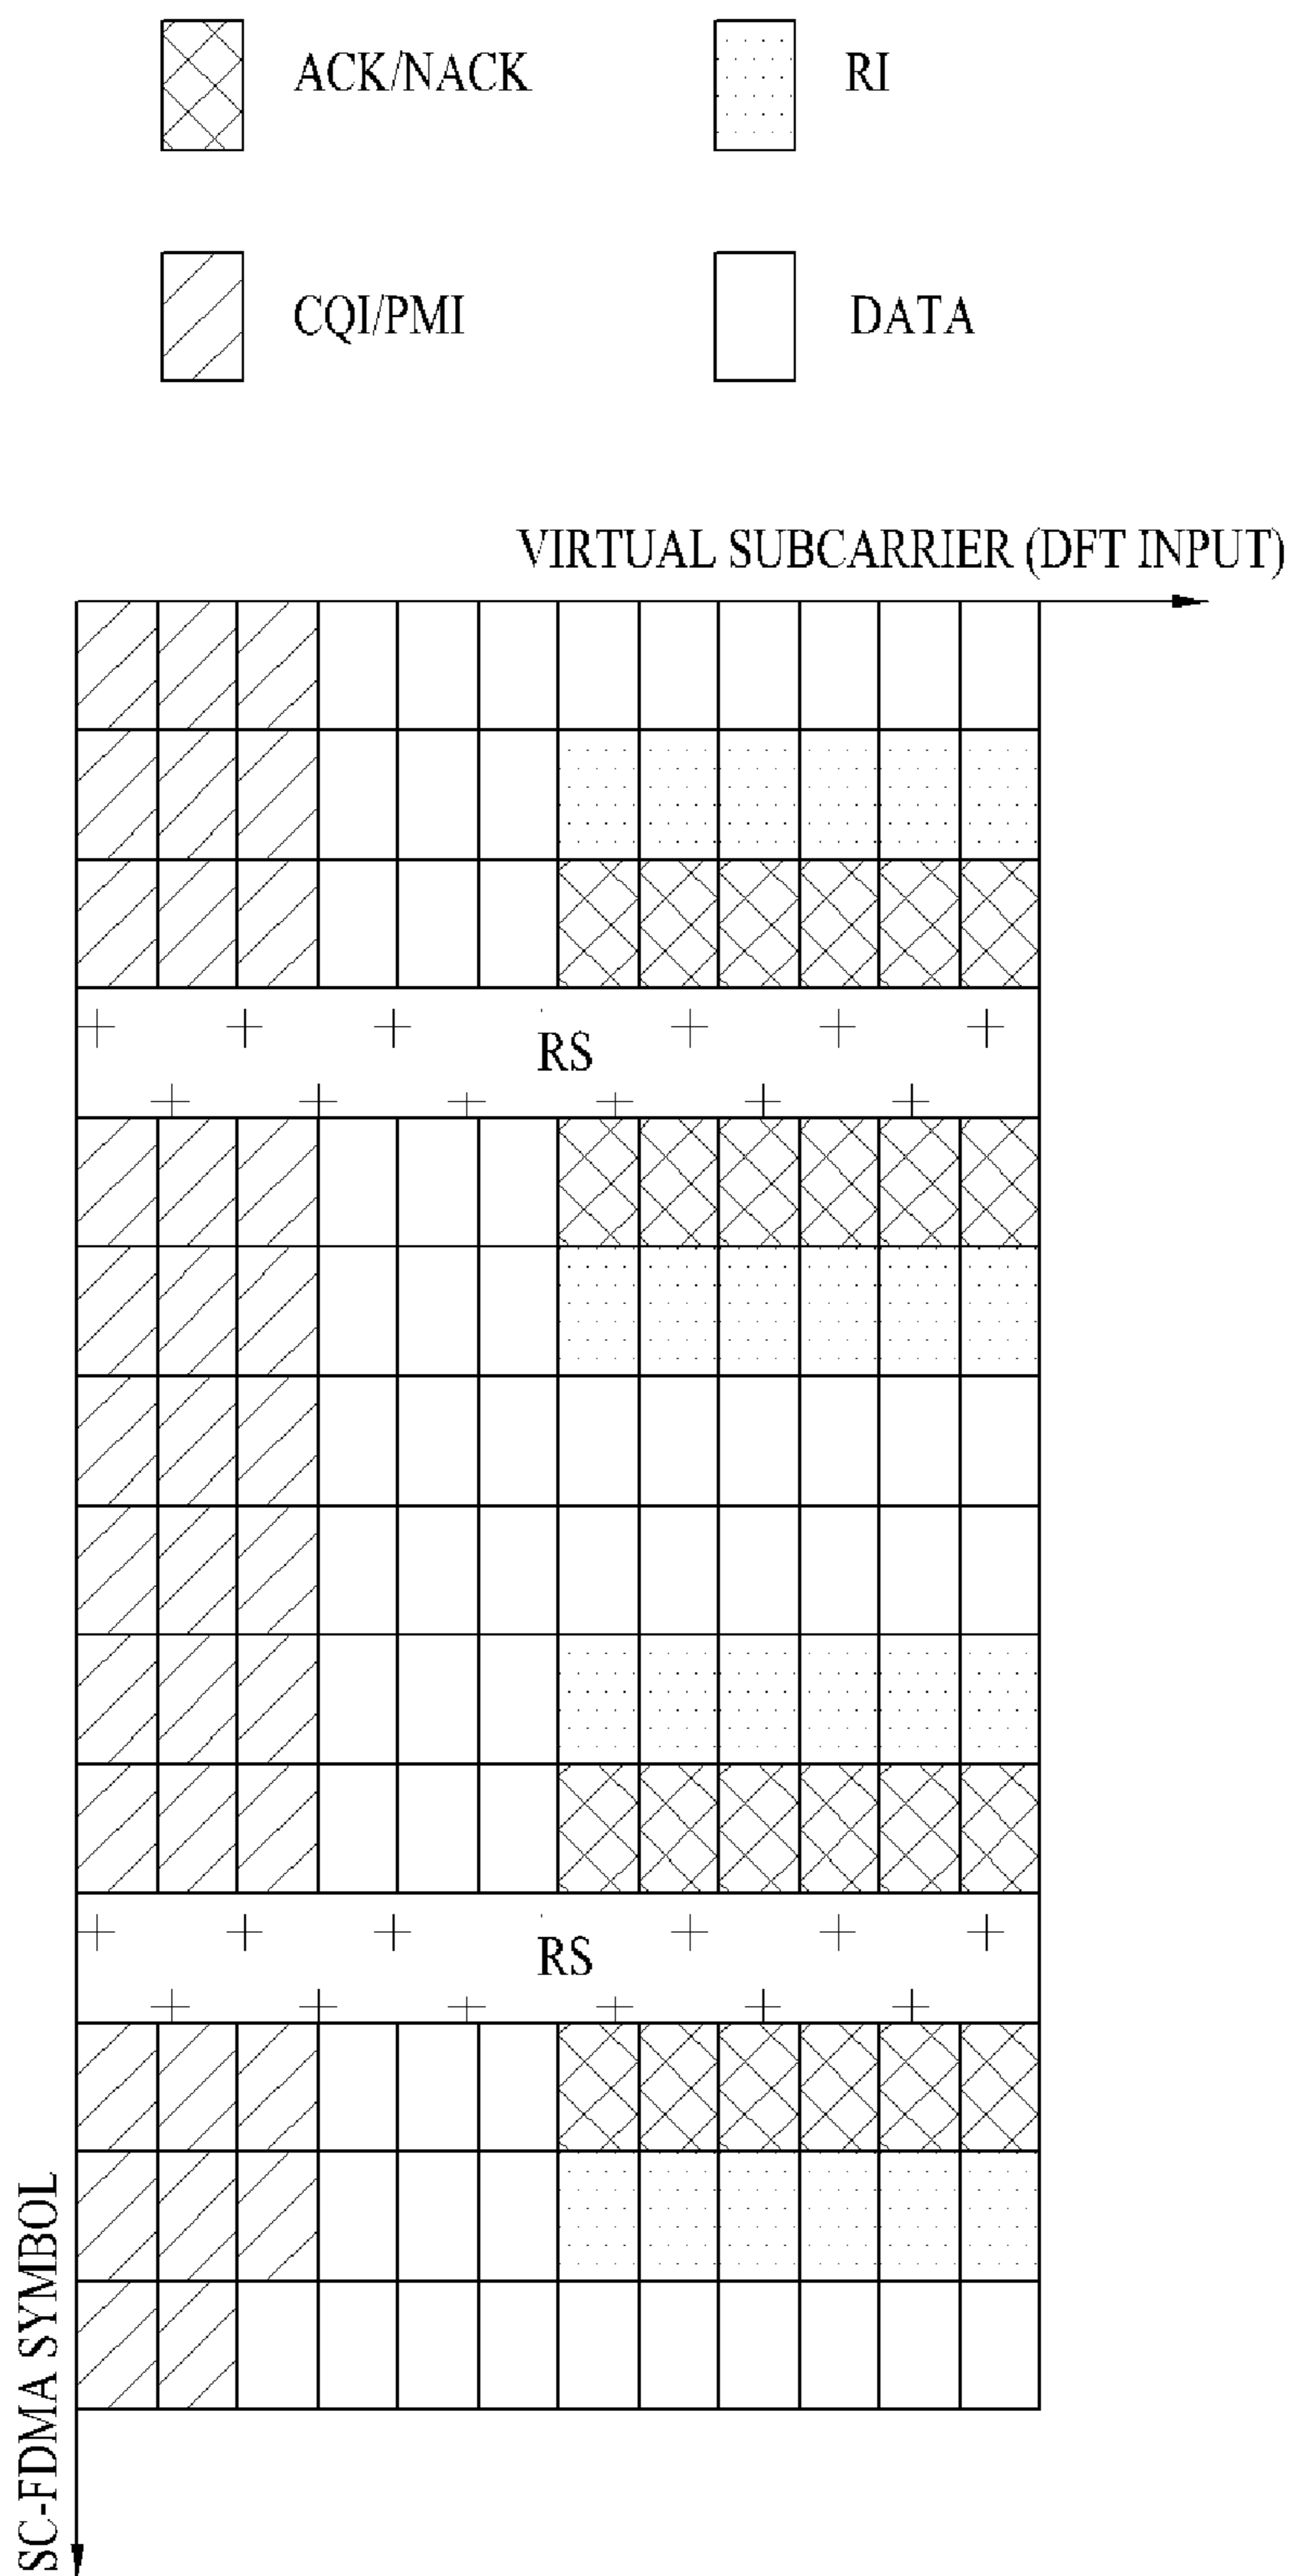 ACK/NACK
RI
CQI/PMI
DATA
VIRTUAL SUBCARRIER (DFT INPUT)
RS
RS
SC-FDMA SYMBOL